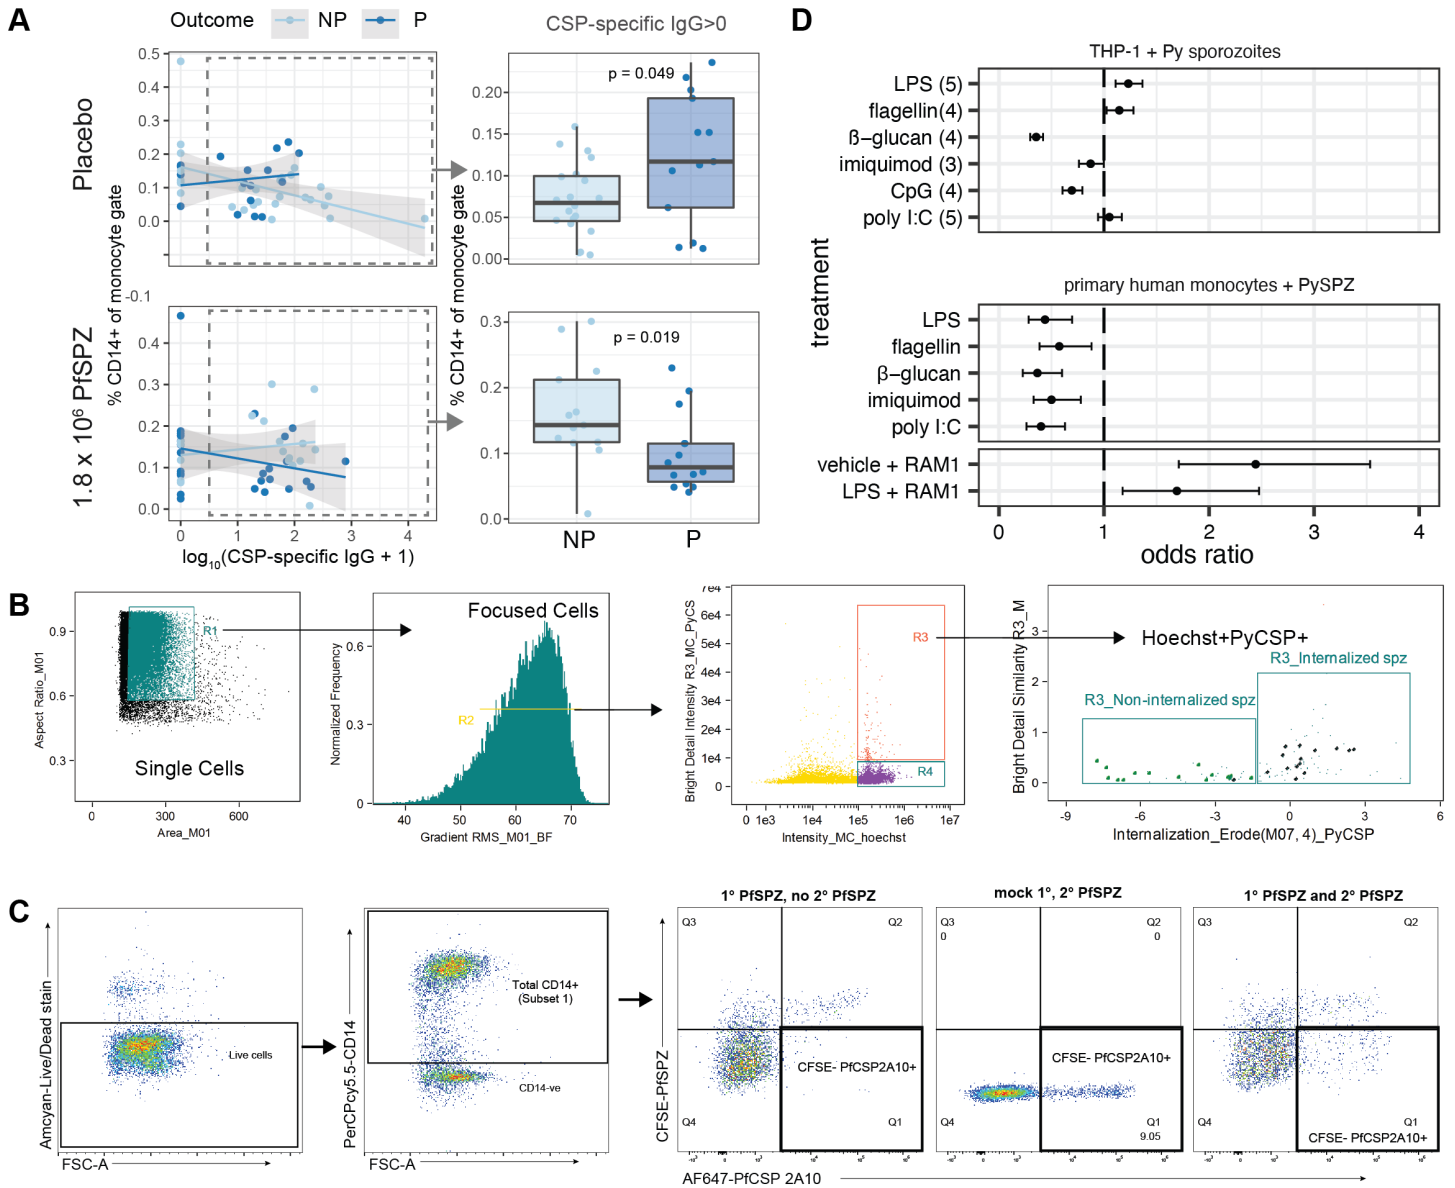 A
Outcome NP P
CSP-specific IgG>0
Placebo
% CD14+ of monocyte gate
0.5
0.4
0.3
0.2
0.1
0.0
-0.1
% CD14+ of monocyte gate
p = 0.049
0.20
0.15
0.10
0.05
0.00
1.8 x 10⁶ PfSPZ
0.4
0.3
0.2
0.1
0.0
0 1 2 3 4
log₁₀(CSP-specific IgG + 1)
p = 0.019
0.3
0.2
0.1
0.0
NP P
D
THP-1 + Py sporozoites
treatment
LPS (5)
flagellin(4)
ß-glucan (4)
imiquimod (3)
CpG (4)
poly I:C (5)
primary human monocytes + PySPZ
LPS
flagellin
β-glucan
imiquimod
poly I:C
vehicle + RAM1
LPS + RAM1
0 1 2 3 4
odds ratio
B
Aspect Ratio_M01
0.9
0.6
0.3
R1
Single Cells
0 300 600
Area_M01
Focused Cells
Normalized Frequency
0.6
0.3
0
R2
40 50 60 70
Gradient RMS_M01_BF
Bright Detail Intensity R3_MC_PyCS
7e4
6e4
5e4
4e4
3e4
2e4
1e4
0
R3
R4
0 1e3 1e4 1e5 1e6 1e7
Intensity_MC_hoechst
Bright Detail Similarity R3_M
3
2
1
0
Hoechst+PyCSP+
R3_Internalized spz
R3_Non-internalized spz
-9 -6 -3 0 3 6
Internalization_Erode(M07, 4)_PyCSP
C
Amcyan-Live/Dead stain
Live cells
FSC-A
PerCPcy5.5-CD14
Total CD14+
(Subset 1)
CD14-ve
FSC-A
1° PfSPZ, no 2° PfSPZ
mock 1°, 2° PfSPZ
1° PfSPZ and 2° PfSPZ
CFSE-PfSPZ
Q3 Q2
CFSE- PfCSP2A10+
Q4 Q1
Q3
0
Q2
0
CFSE- PfCSP2A10+
Q4 Q1
9.05
Q3 Q2
Q4 Q1
CFSE- PfCSP2A10+
AF647-PfCSP 2A10